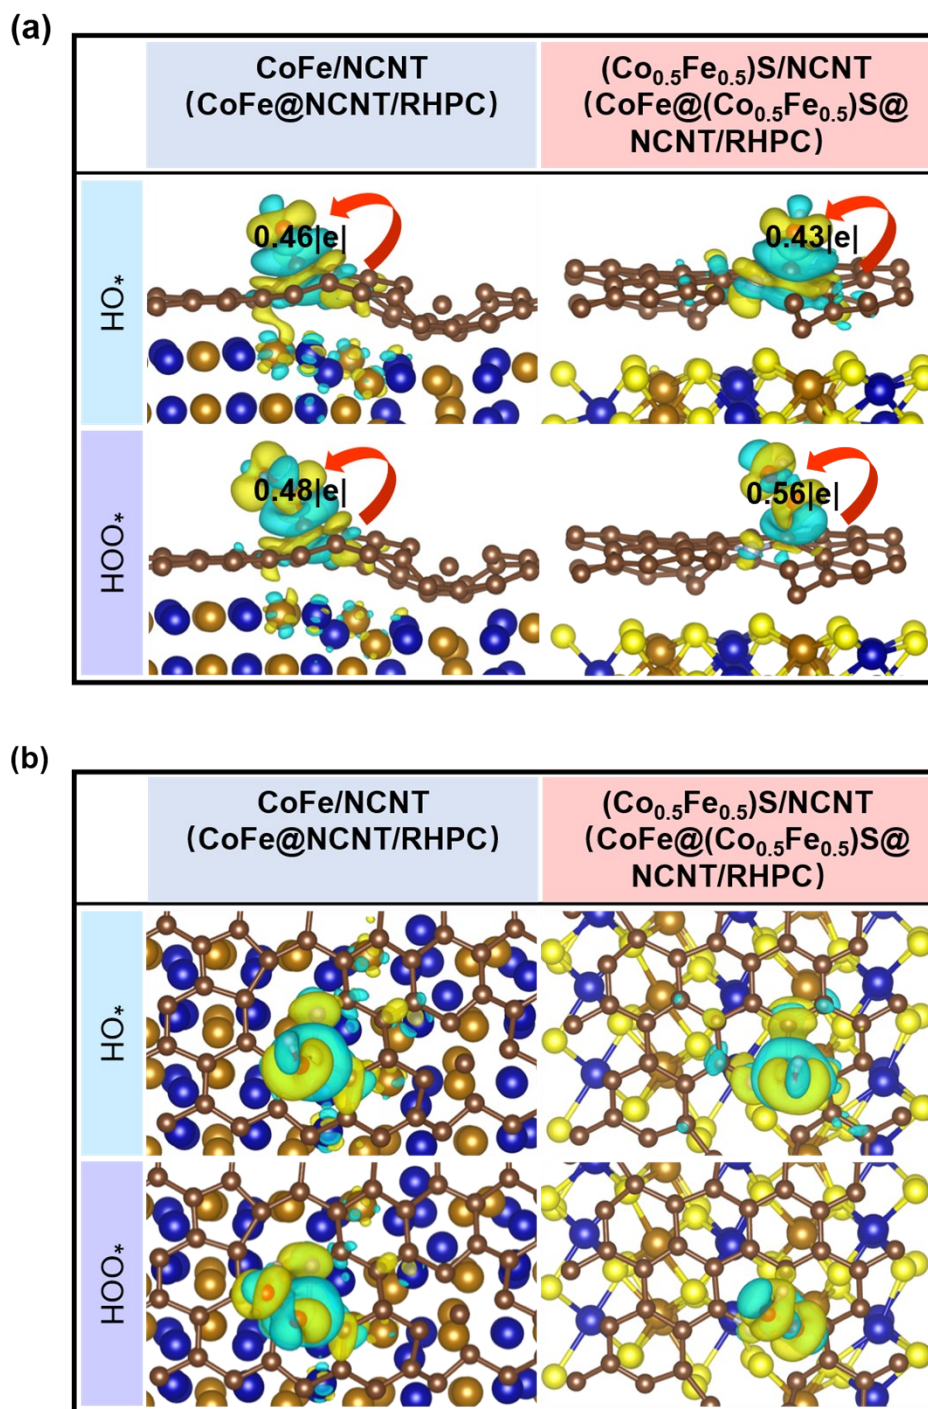 (a)
CoFe/NCNT
(CoFe@NCNT/RHPC)
(Co₀.₅Fe₀.₅)S/NCNT
(CoFe@(Co₀.₅Fe₀.₅)S@
NCNT/RHPC)
HO*
0.46|e|
0.43|e|
HOO*
0.48|e|
0.56|e|
(b)
CoFe/NCNT
(CoFe@NCNT/RHPC)
(Co₀.₅Fe₀.₅)S/NCNT
(CoFe@(Co₀.₅Fe₀.₅)S@
NCNT/RHPC)
HO*
HOO*